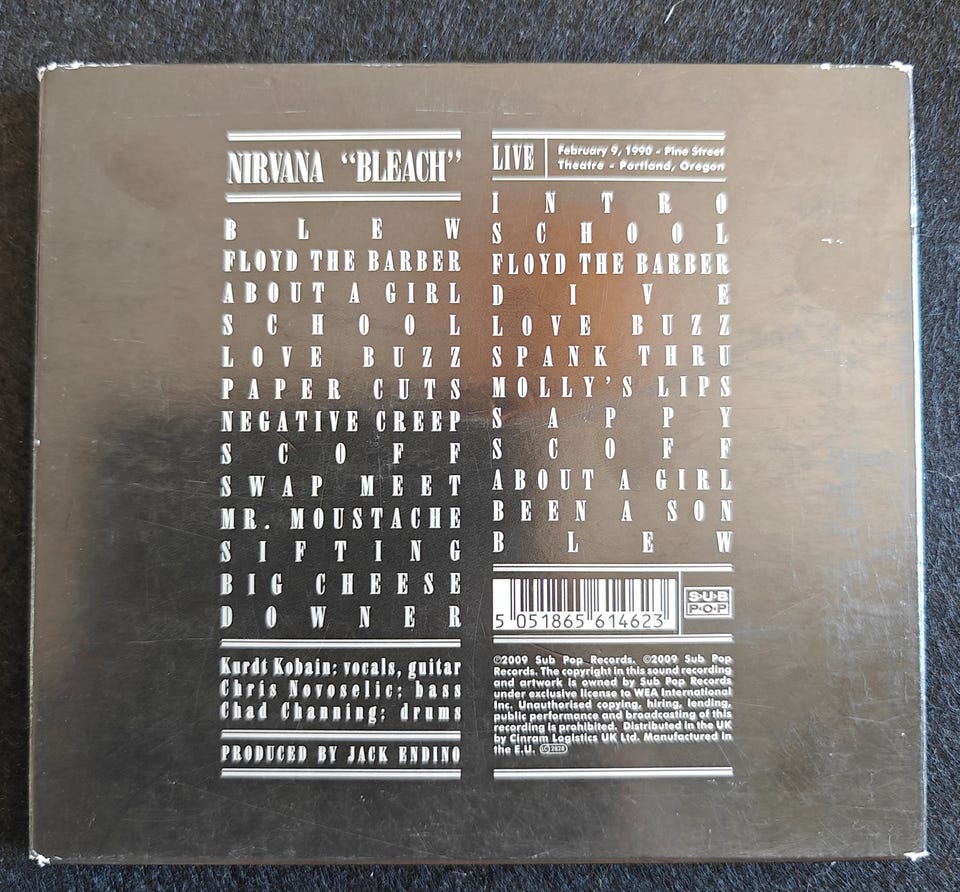 NIRVANA "BLEACH"
BLEW
FLOYD THE BARBER
ABOUT A GIRL
SCHOOL
LOVE BUZZ
PAPER CUTS
NEGATIVE CREEP
SCOFF
SWAP MEET
MR. MOUSTACHE
SIFTING
BIG CHEESE
DOWNER
Kurdt Kobain: vocals, guitar
Chris Novoselic: bass
Chad Channing: drums
PRODUCED BY JACK ENDINO
LIVE
February 9, 1990 - Pine Street
Theatre - Portland, Oregon
INTRO
SCHOOL
FLOYD THE BARBER
DIVE
LOVE BUZZ
SPANK THRU
MOLLY'S LIPS
SAPPY
SCOFF
ABOUT A GIRL
BEEN A SON
BLEW
5 051865 614623
SUB
POP
℗2009 Sub Pop Records. ©2009 Sub Pop
Records. The copyright in this sound recording
and artwork is owned by Sub Pop Records
under exclusive license to WEA International
Inc. Unauthorised copying, hiring, lending,
public performance and broadcasting of this
recording is prohibited. Distributed in the UK
by Cinram Logistics UK Ltd. Manufactured in
the E.U. LC 2828